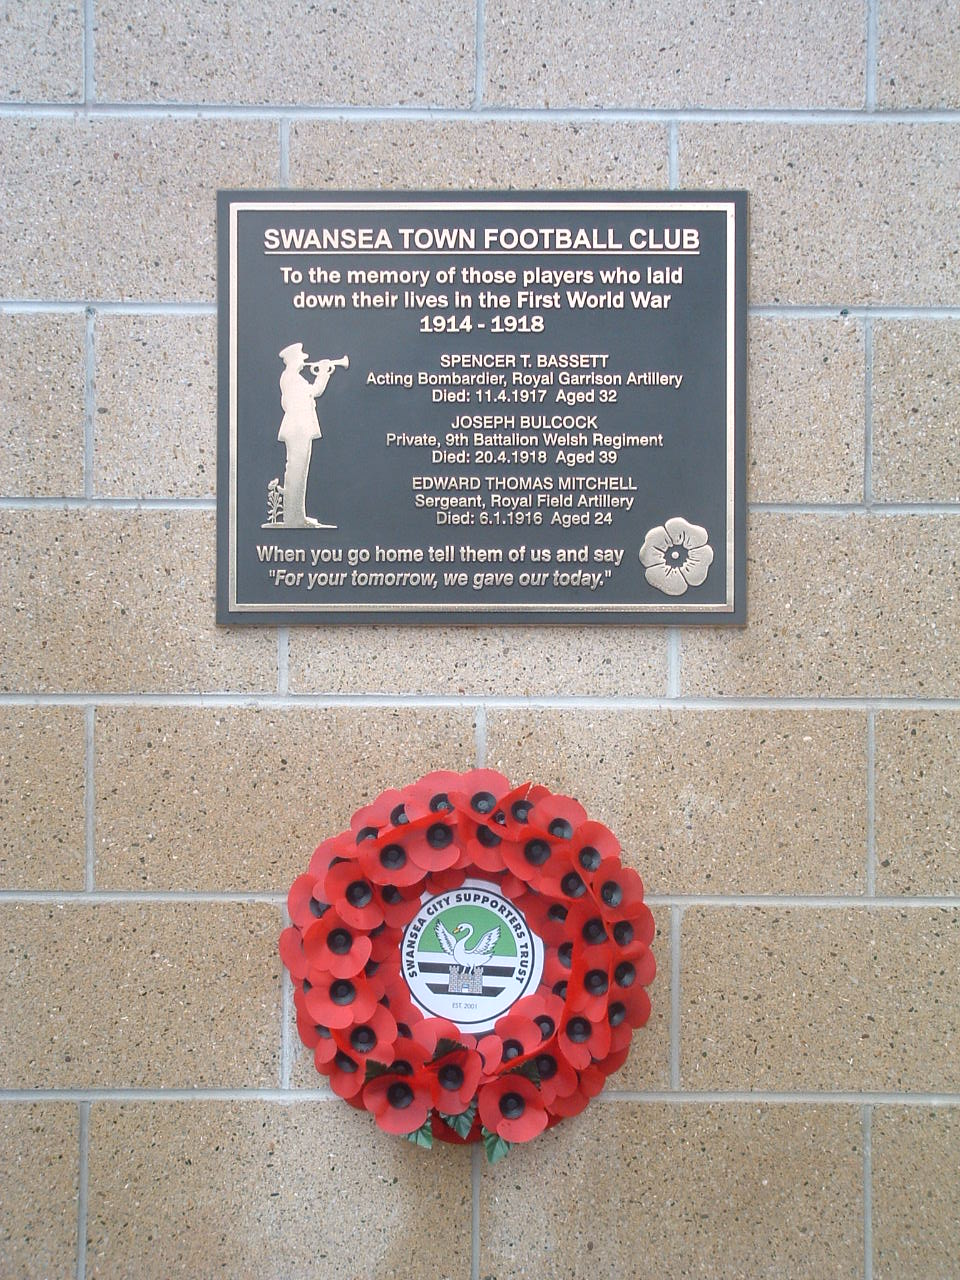 SWANSEA TOWN FOOTBALL CLUB
To the memory of those players who laid
down their lives in the First World War
1914 - 1918
SPENCER T. BASSETT
Acting Bombardier, Royal Garrison Artillery
Died: 11.4.1917 Aged 32
JOSEPH BULCOCK
Private, 9th Battalion Welsh Regiment
Died: 20.4.1918 Aged 39
EDWARD THOMAS MITCHELL
Sergeant, Royal Field Artillery
Died: 6.1.1916 Aged 24
When you go home tell them of us and say
"For your tomorrow, we gave our today."
SWANSEA CITY SUPPORTERS TRUST
EST. 2001